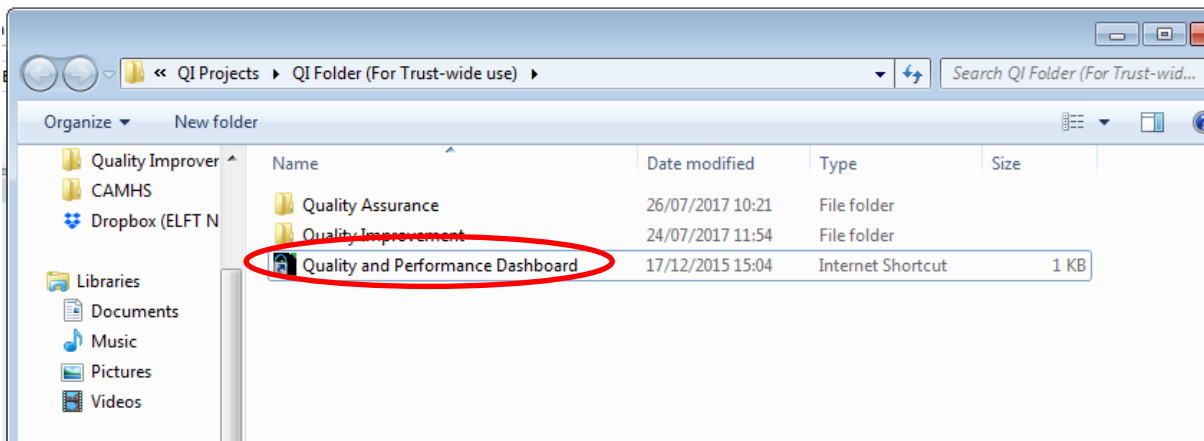 « QI Projects ▸ QI Folder (For Trust-wide use) ▸ Search QI Folder (For Trust-wid...
Organize New folder
Name Date modified Type Size
Quality Improver
CAMHS
Dropbox (ELFT N
Libraries
Documents
Music
Pictures
Videos
Quality Assurance 26/07/2017 10:21 File folder
Quality Improvement 24/07/2017 11:54 File folder
Quality and Performance Dashboard 17/12/2015 15:04 Internet Shortcut 1 KB